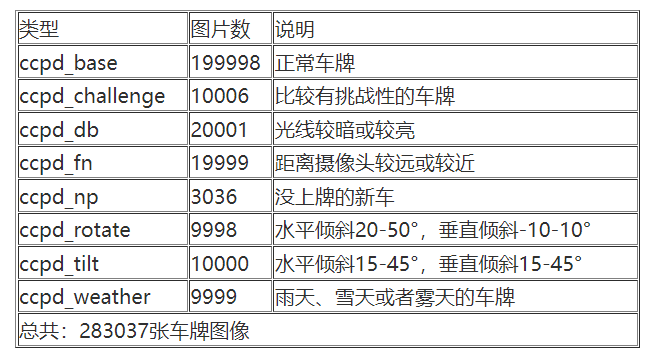 类型 图片数 说明
ccpd_base 199998 正常车牌
ccpd_challenge 10006 比较有挑战性的车牌
ccpd_db 20001 光线较暗或较亮
ccpd_fn 19999 距离摄像头较远或较近
ccpd_np 3036 没上牌的新车
ccpd_rotate 9998 水平倾斜20-50°，垂直倾斜-10-10°
ccpd_tilt 10000 水平倾斜15-45°，垂直倾斜15-45°
ccpd_weather 9999 雨天、雪天或者雾天的车牌
总共：283037张车牌图像